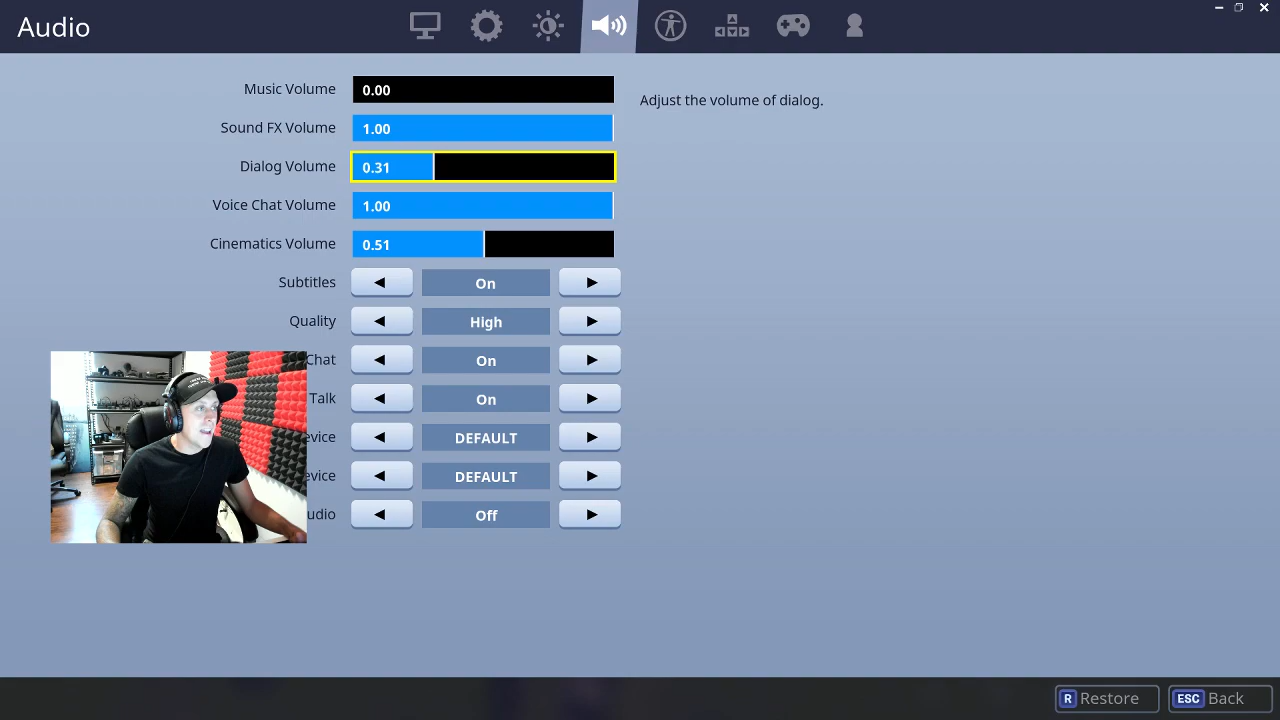 Audio
Music Volume 0.00
Adjust the volume of dialog.
Sound FX Volume 1.00
Dialog Volume 0.31
Voice Chat Volume 1.00
Cinematics Volume 0.51
Subtitles On
Quality High
Chat On
Talk On
evice DEFAULT
evice DEFAULT
udio Off
R Restore ESC Back